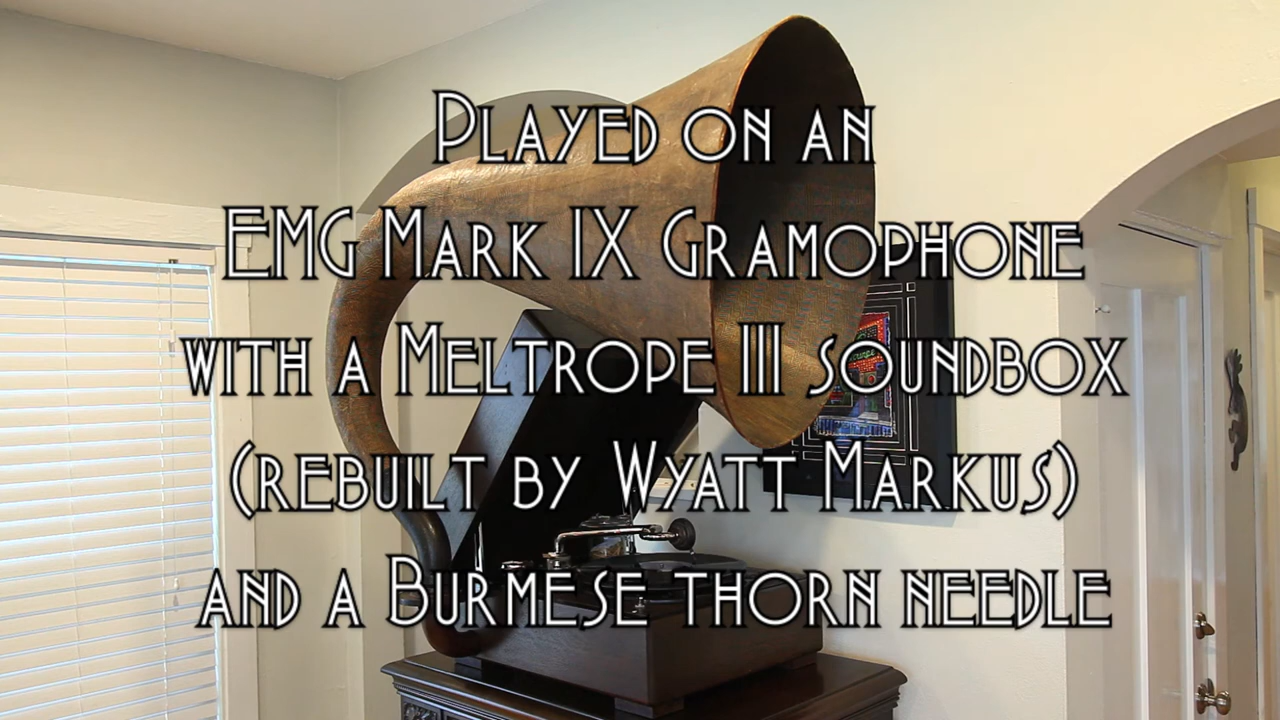 Played on an
EMG Mark IX Gramophone
with a Meltrope III Soundbox
(rebuilt by Wyatt Markus)
and a Burmese thorn needle